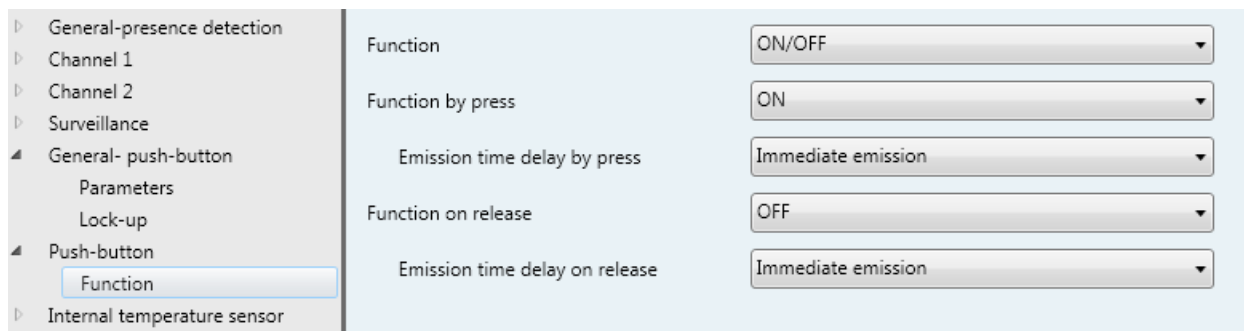 General-presence detection
Channel 1
Channel 2
Surveillance
General- push-button
Parameters
Lock-up
Push-button
Function
Internal temperature sensor
Function ON/OFF
Function by press ON
Emission time delay by press Immediate emission
Function on release OFF
Emission time delay on release Immediate emission